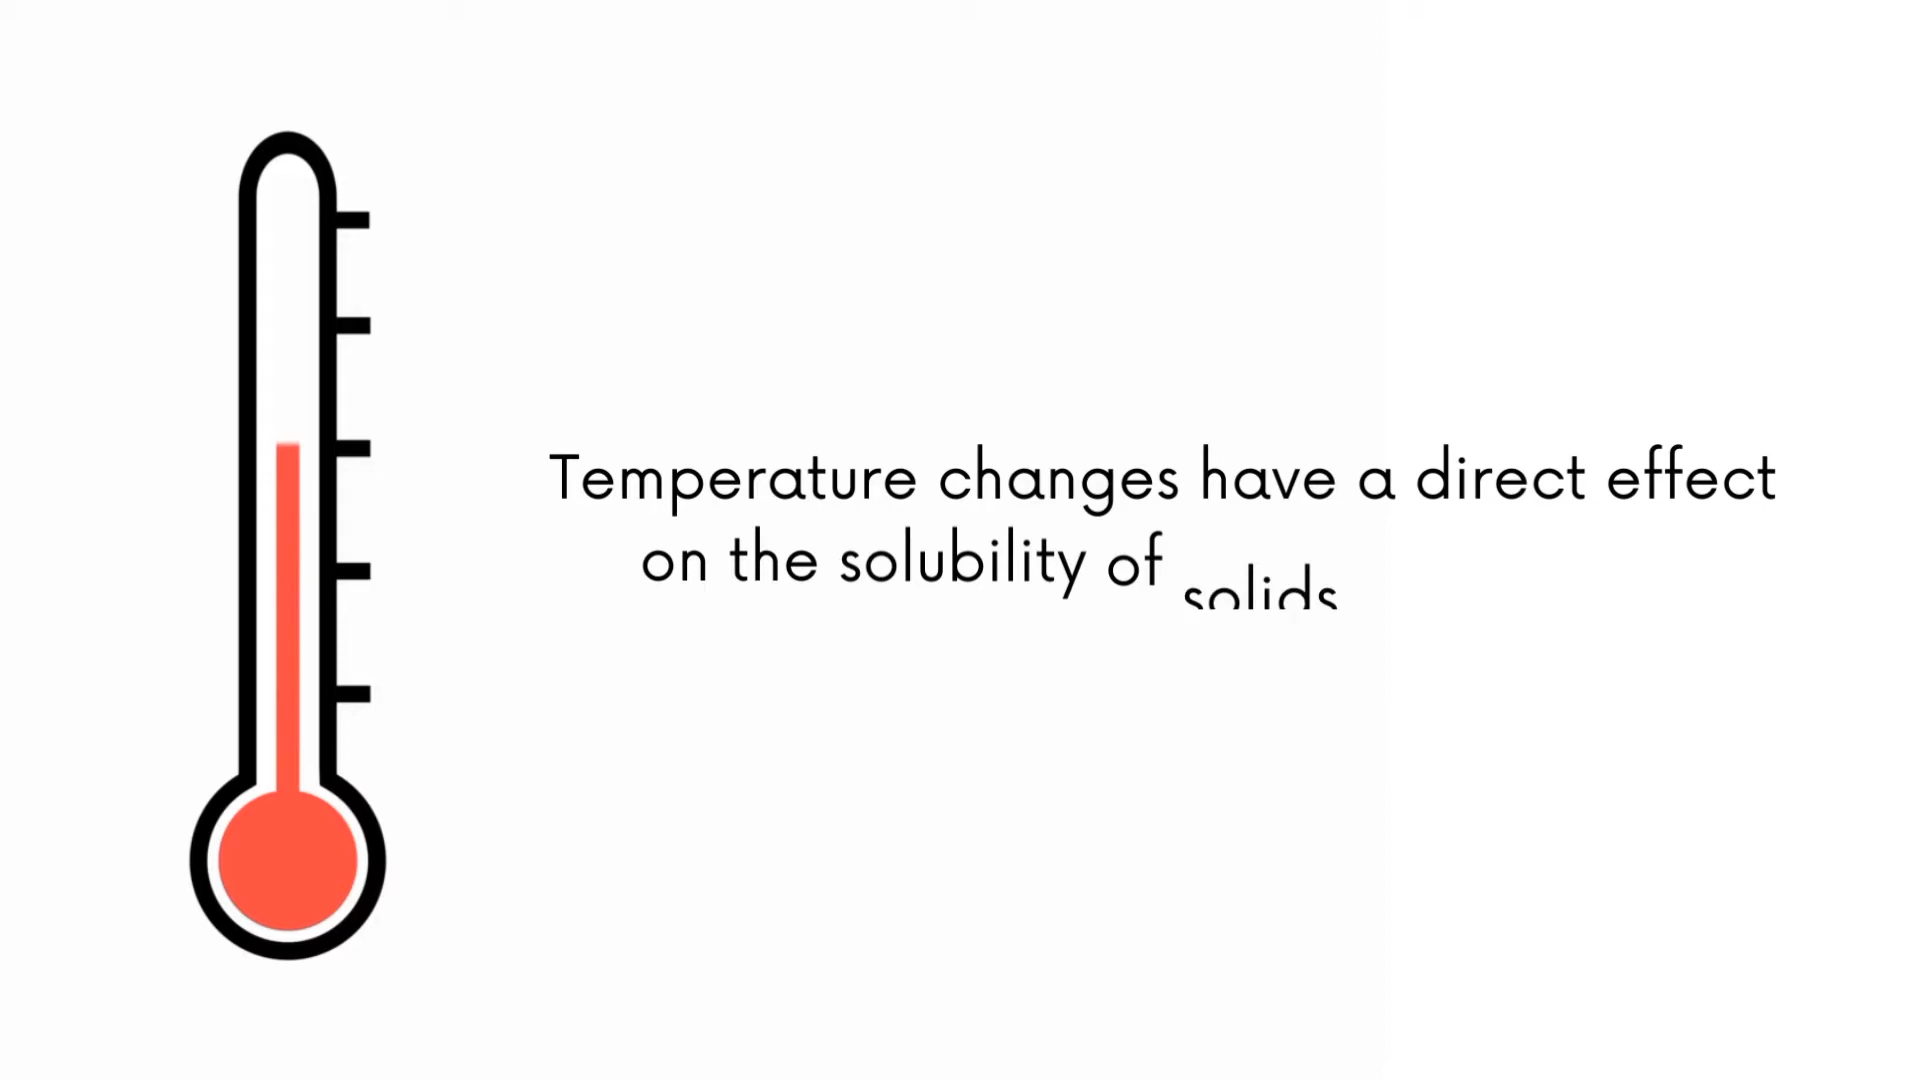 Temperature changes have a direct effect
on the solubility of solids